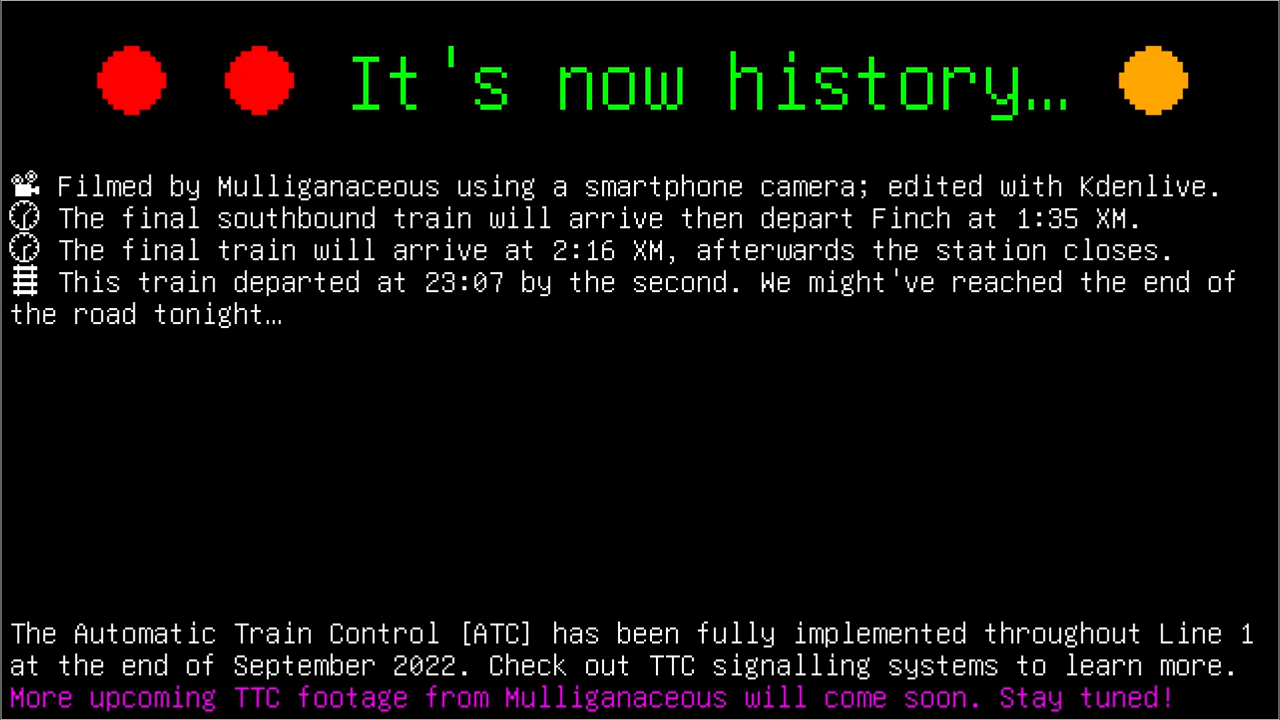 It's now history…
Filmed by Mulliganaceous using a smartphone camera; edited with Kdenlive.
The final southbound train will arrive then depart Finch at 1:35 XM.
The final train will arrive at 2:16 XM, afterwards the station closes.
This train departed at 23:07 by the second. We might've reached the end of
the road tonight…
The Automatic Train Control [ATC] has been fully implemented throughout Line 1
at the end of September 2022. Check out TTC signalling systems to learn more.
More upcoming TTC footage from Mulliganaceous will come soon. Stay tuned!